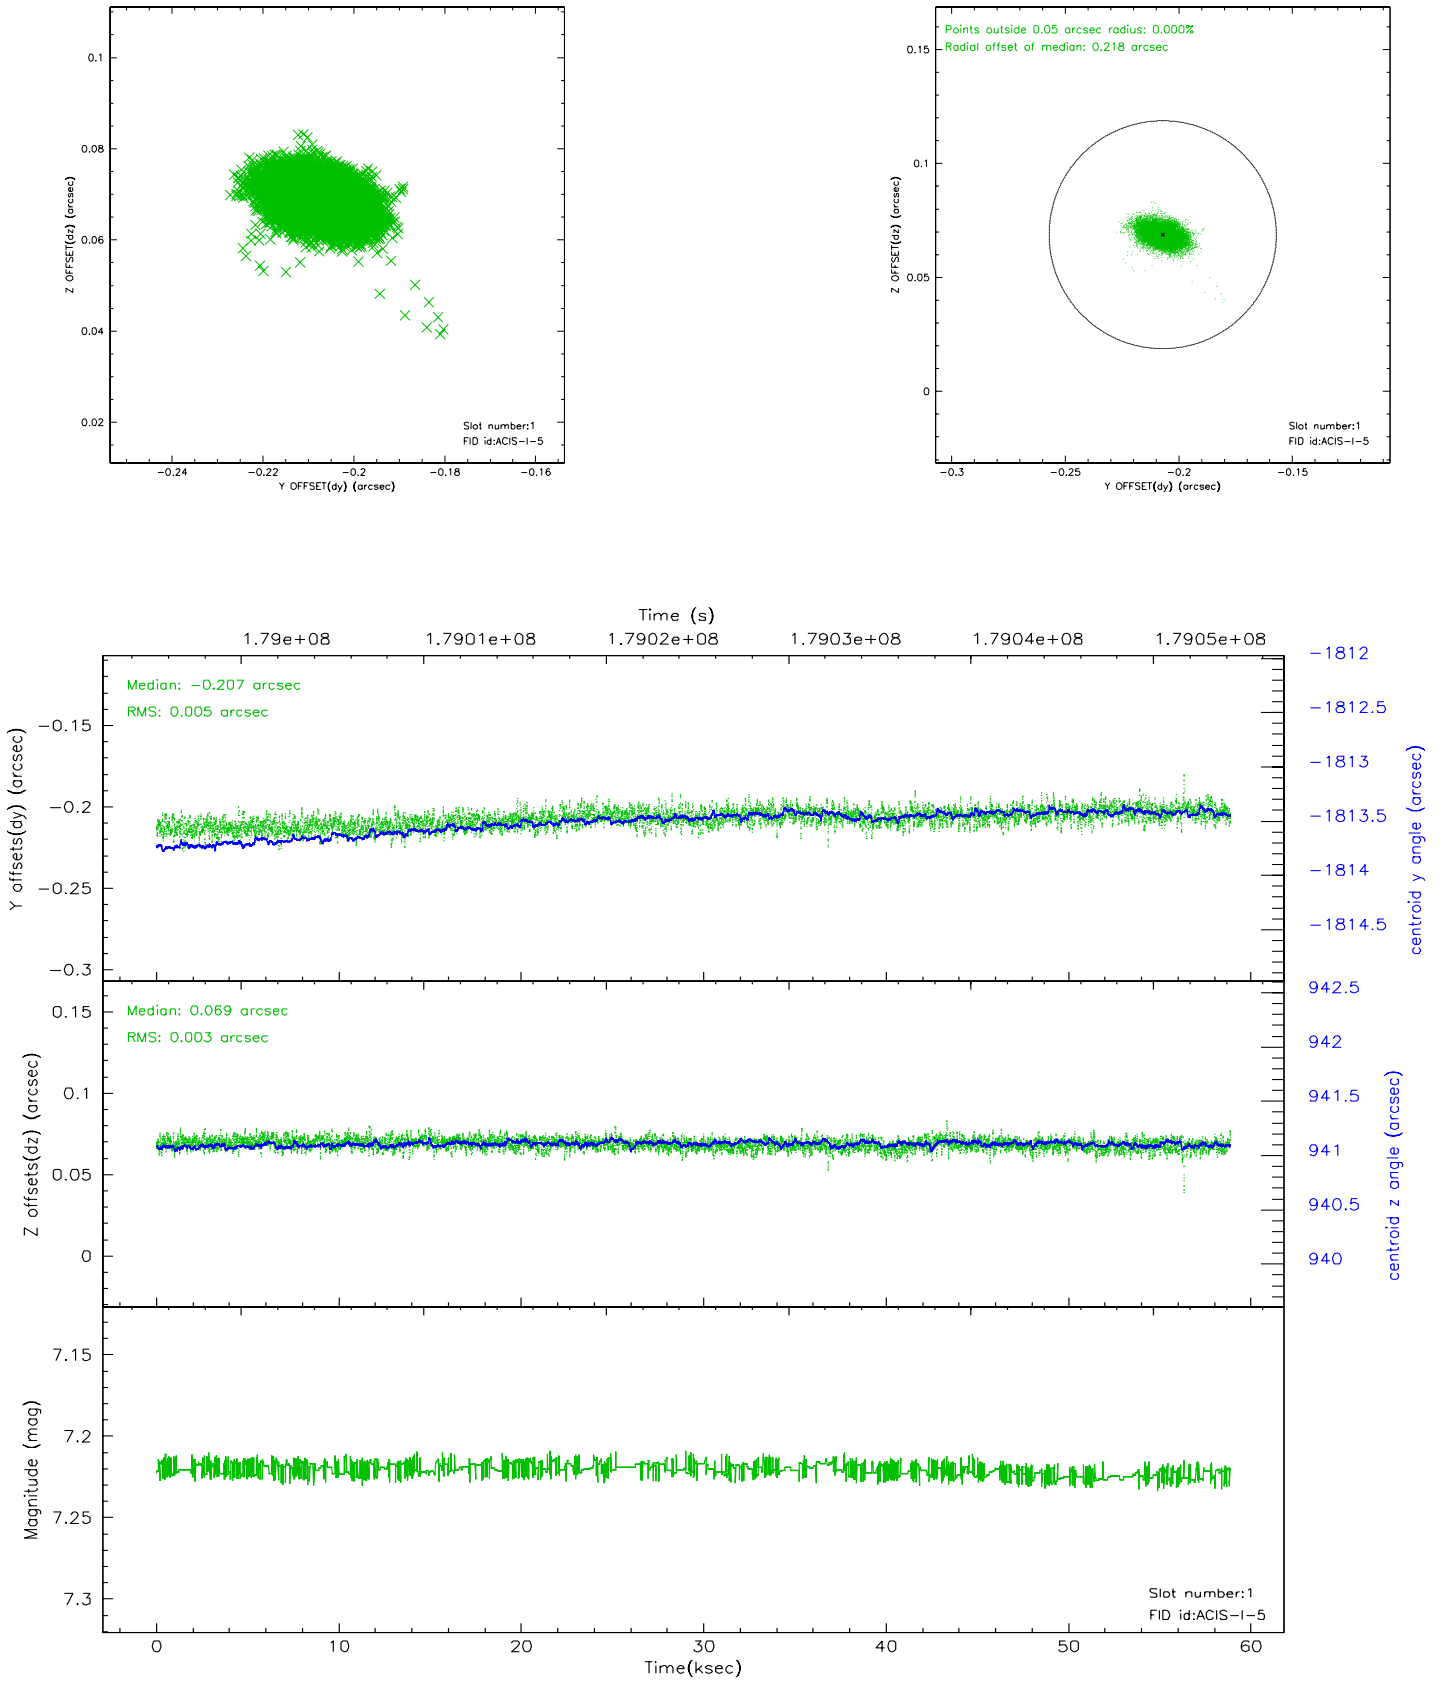 0.1
0.08
0.06
0.04
0.02
Z OFFSET(dz) (arcsec)
Slot number:1
FID id:ACIS-I-5
-0.24 -0.22 -0.2 -0.18 -0.16
Y OFFSET(dy) (arcsec)
Points outside 0.05 arcsec radius: 0.000%
Radial offset of median: 0.218 arcsec
0.15
0.1
0.05
0
Z OFFSET(dz) (arcsec)
Slot number:1
FID id:ACIS-I-5
-0.3 -0.25 -0.2 -0.15
Y OFFSET(dy) (arcsec)
Time (s)
1.79e+08 1.7901e+08 1.7902e+08 1.7903e+08 1.7904e+08 1.7905e+08
Median: -0.207 arcsec
RMS: 0.005 arcsec
-0.15
-0.2
-0.25
-0.3
Y offsets(dy) (arcsec)
-1812
-1812.5
-1813
-1813.5
-1814
-1814.5
centroid y angle (arcsec)
Median: 0.069 arcsec
RMS: 0.003 arcsec
0.15
0.1
0.05
0
Z offsets(dz) (arcsec)
942.5
942
941.5
941
940.5
940
centroid z angle (arcsec)
7.15
7.2
7.25
7.3
Magnitude (mag)
Slot number:1
FID id:ACIS-I-5
0 10 20 30 40 50 60
Time(ksec)